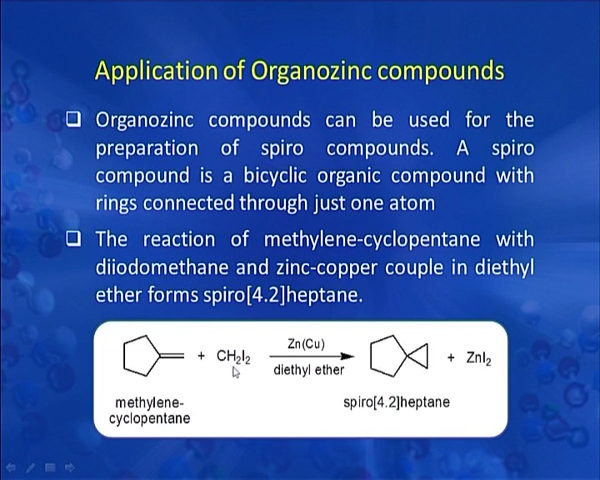 Application of Organozinc compounds
Organozinc compounds can be used for the
preparation of spiro compounds. A spiro
compound is a bicyclic organic compound with
rings connected through just one atom
The reaction of methylene-cyclopentane with
diiodomethane and zinc-copper couple in diethyl
ether forms spiro[4.2]heptane.
+ CH₂I₂ Zn(Cu) + ZnI₂
diethyl ether
methylene-
cyclopentane
spiro[4.2]heptane